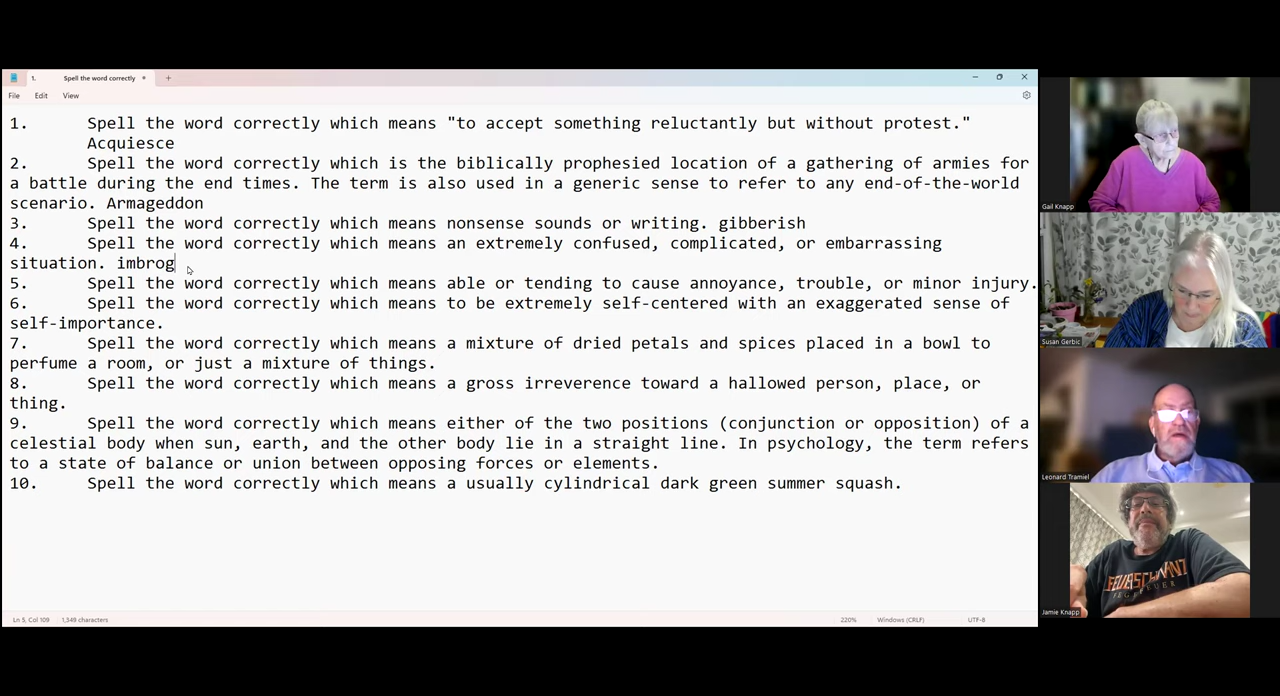 1. Spell the word correctly • +
File Edit View
1. Spell the word correctly which means "to accept something reluctantly but without protest."
Acquiesce
2. Spell the word correctly which is the biblically prophesied location of a gathering of armies for
a battle during the end times. The term is also used in a generic sense to refer to any end-of-the-world
scenario. Armageddon
3. Spell the word correctly which means nonsense sounds or writing. gibberish
4. Spell the word correctly which means an extremely confused, complicated, or embarrassing
situation. imbrog
5. Spell the word correctly which means able or tending to cause annoyance, trouble, or minor injury.
6. Spell the word correctly which means to be extremely self-centered with an exaggerated sense of
self-importance.
7. Spell the word correctly which means a mixture of dried petals and spices placed in a bowl to
perfume a room, or just a mixture of things.
8. Spell the word correctly which means a gross irreverence toward a hallowed person, place, or
thing.
9. Spell the word correctly which means either of the two positions (conjunction or opposition) of a
celestial body when sun, earth, and the other body lie in a straight line. In psychology, the term refers
to a state of balance or union between opposing forces or elements.
10. Spell the word correctly which means a usually cylindrical dark green summer squash.
Ln 5, Col 109 1,549 characters 220% Windows (CRLF) UTF-8
Gail Knapp
Susan Gerbic
Leonard Tramiel
Jamie Knapp